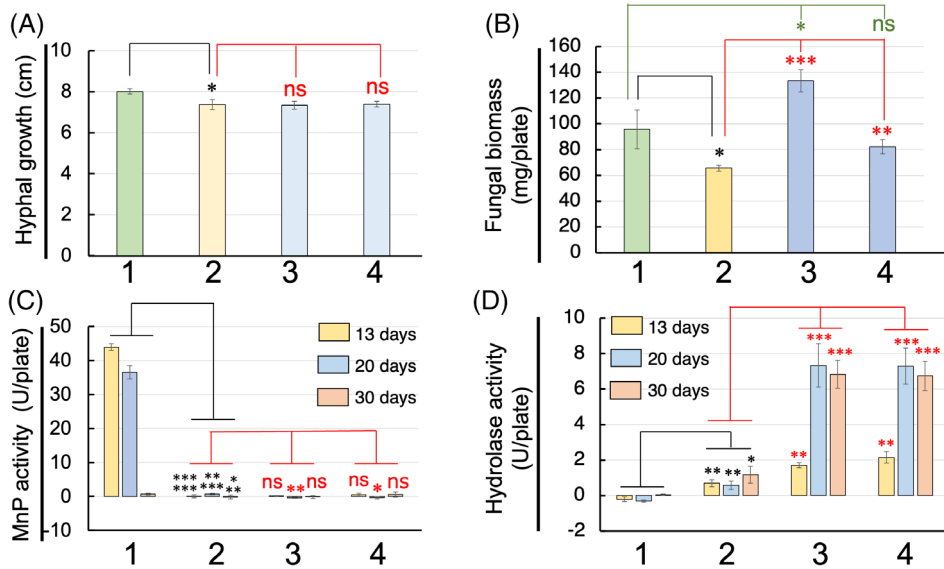 (A)
Hyphal growth (cm)
10
8
6
4
2
0
*
ns
ns
1 2 3 4
(B)
Fungal biomass
(mg/plate)
160
140
120
100
80
60
40
20
0
*
ns
***
**
*
1 2 3 4
(C)
MnP activity (U/plate)
50
40
30
20
10
0
-10
13 days
20 days
30 days
*** ** *
*** *** **
ns ** ns
ns * ns
1 2 3 4
(D)
Hydrolase activity
(U/plate)
10
8
6
4
2
0
-2
13 days
20 days
30 days
** ** *
** *** ***
** *** ***
1 2 3 4